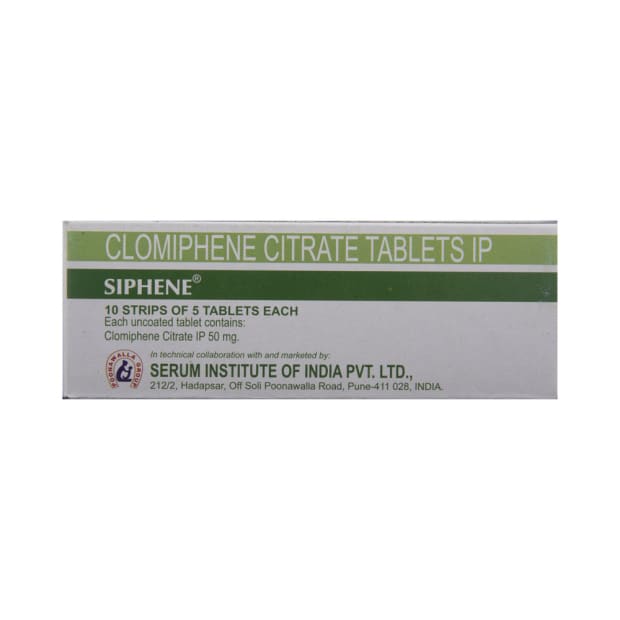 CLOMIPHENE CITRATE TABLETS IP
SIPHENE®
10 STRIPS OF 5 TABLETS EACH
Each uncoated tablet contains:
Clomiphene Citrate IP 50 mg.
In technical collaboration with and marketed by:
SERUM INSTITUTE OF INDIA PVT. LTD.,
212/2, Hadapsar, Off Soli Poonawalla Road, Pune-411 028, INDIA.
POONAWALLA GROUP